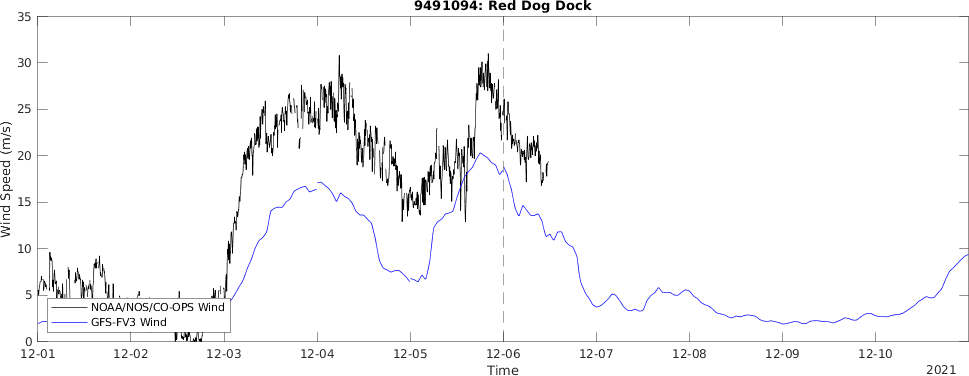 9491094: Red Dog Dock
35
30
25
20
15
10
5
0
Wind Speed (m/s)
NOAA/NOS/CO-OPS Wind
GFS-FV3 Wind
12-01 12-02 12-03 12-04 12-05 12-06 12-07 12-08 12-09 12-10
Time
2021